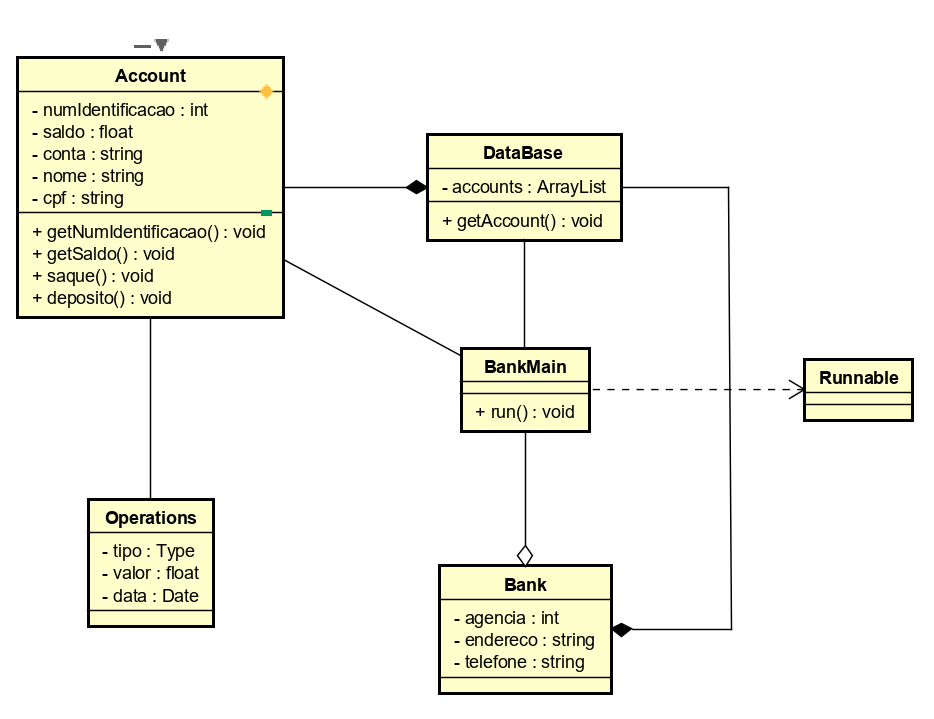 Account
- numIdentificacao : int
- saldo : float
- conta : string
- nome : string
- cpf : string
+ getNumIdentificacao() : void
+ getSaldo() : void
+ saque() : void
+ deposito() : void
DataBase
- accounts : ArrayList
+ getAccount() : void
BankMain
+ run() : void
Runnable
Operations
- tipo : Type
- valor : float
- data : Date
Bank
- agencia : int
- endereco : string
- telefone : string